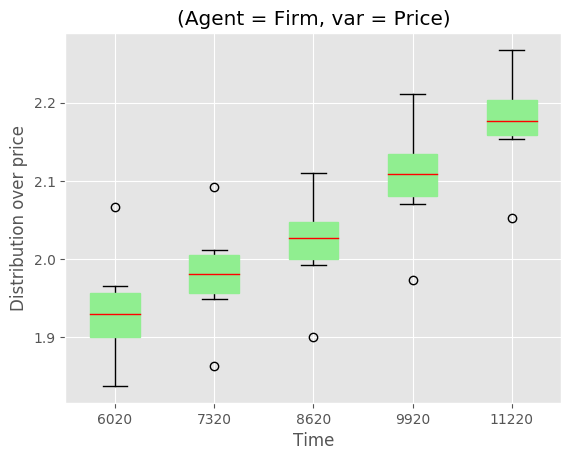 (Agent = Firm, var = Price)
Distribution over price
2.2
2.1
2.0
1.9
6020 7320 8620 9920 11220
Time